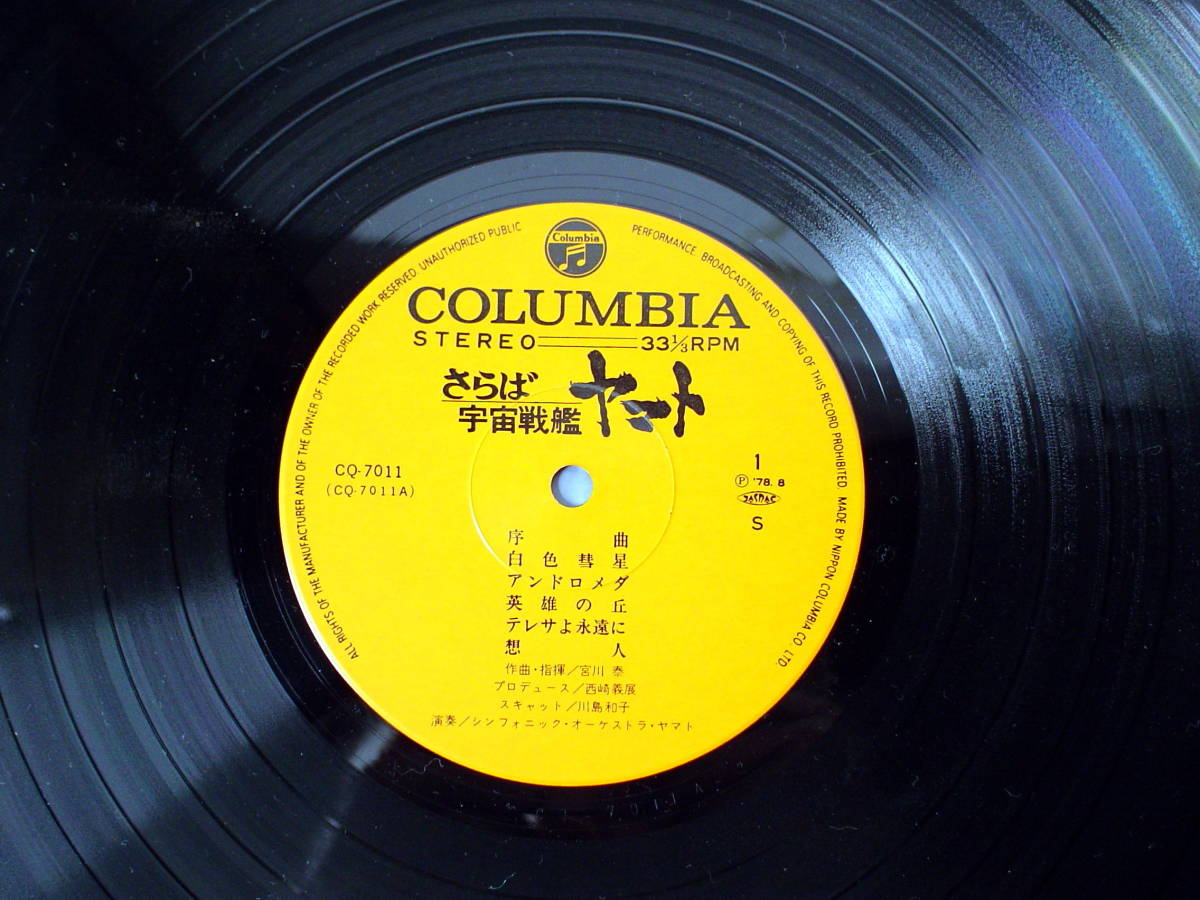 ALL RIGHTS OF THE MANUFACTURER AND OF THE OWNER OF THE RECORDED WORK RESERVED. UNAUTHORIZED PUBLIC PERFORMANCE. BROADCASTING AND COPYING OF THIS RECORD PROHIBITED. MADE BY NIPPON COLUMBIA CO. LTD.
Columbia
COLUMBIA
STEREO 33⅓RPM
さらば
宇宙戦艦 ヤマト
CQ-7011
(CQ-7011A)
1
Ⓟ '78. 8
JASRAC
S
序曲
白色彗星
アンドロメダ
英雄の丘
テレサよ永遠に
想人
作曲・指揮/宮川 泰
プロデュース/西崎義展
スキャット/川島和子
演奏/シンフォニック・オーケストラ・ヤマト